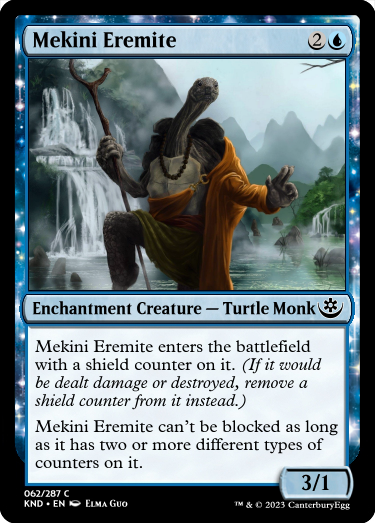 Mekini Eremite 2
Enchantment Creature — Turtle Monk
Mekini Eremite enters the battlefield
with a shield counter on it. (If it would
be dealt damage or destroyed, remove a
shield counter from it instead.)
Mekini Eremite can't be blocked as long
as it has two or more different types of
counters on it.
3/1
062/287 C
KND • EN Elma Guo
™ & © 2023 CanterburyEgg